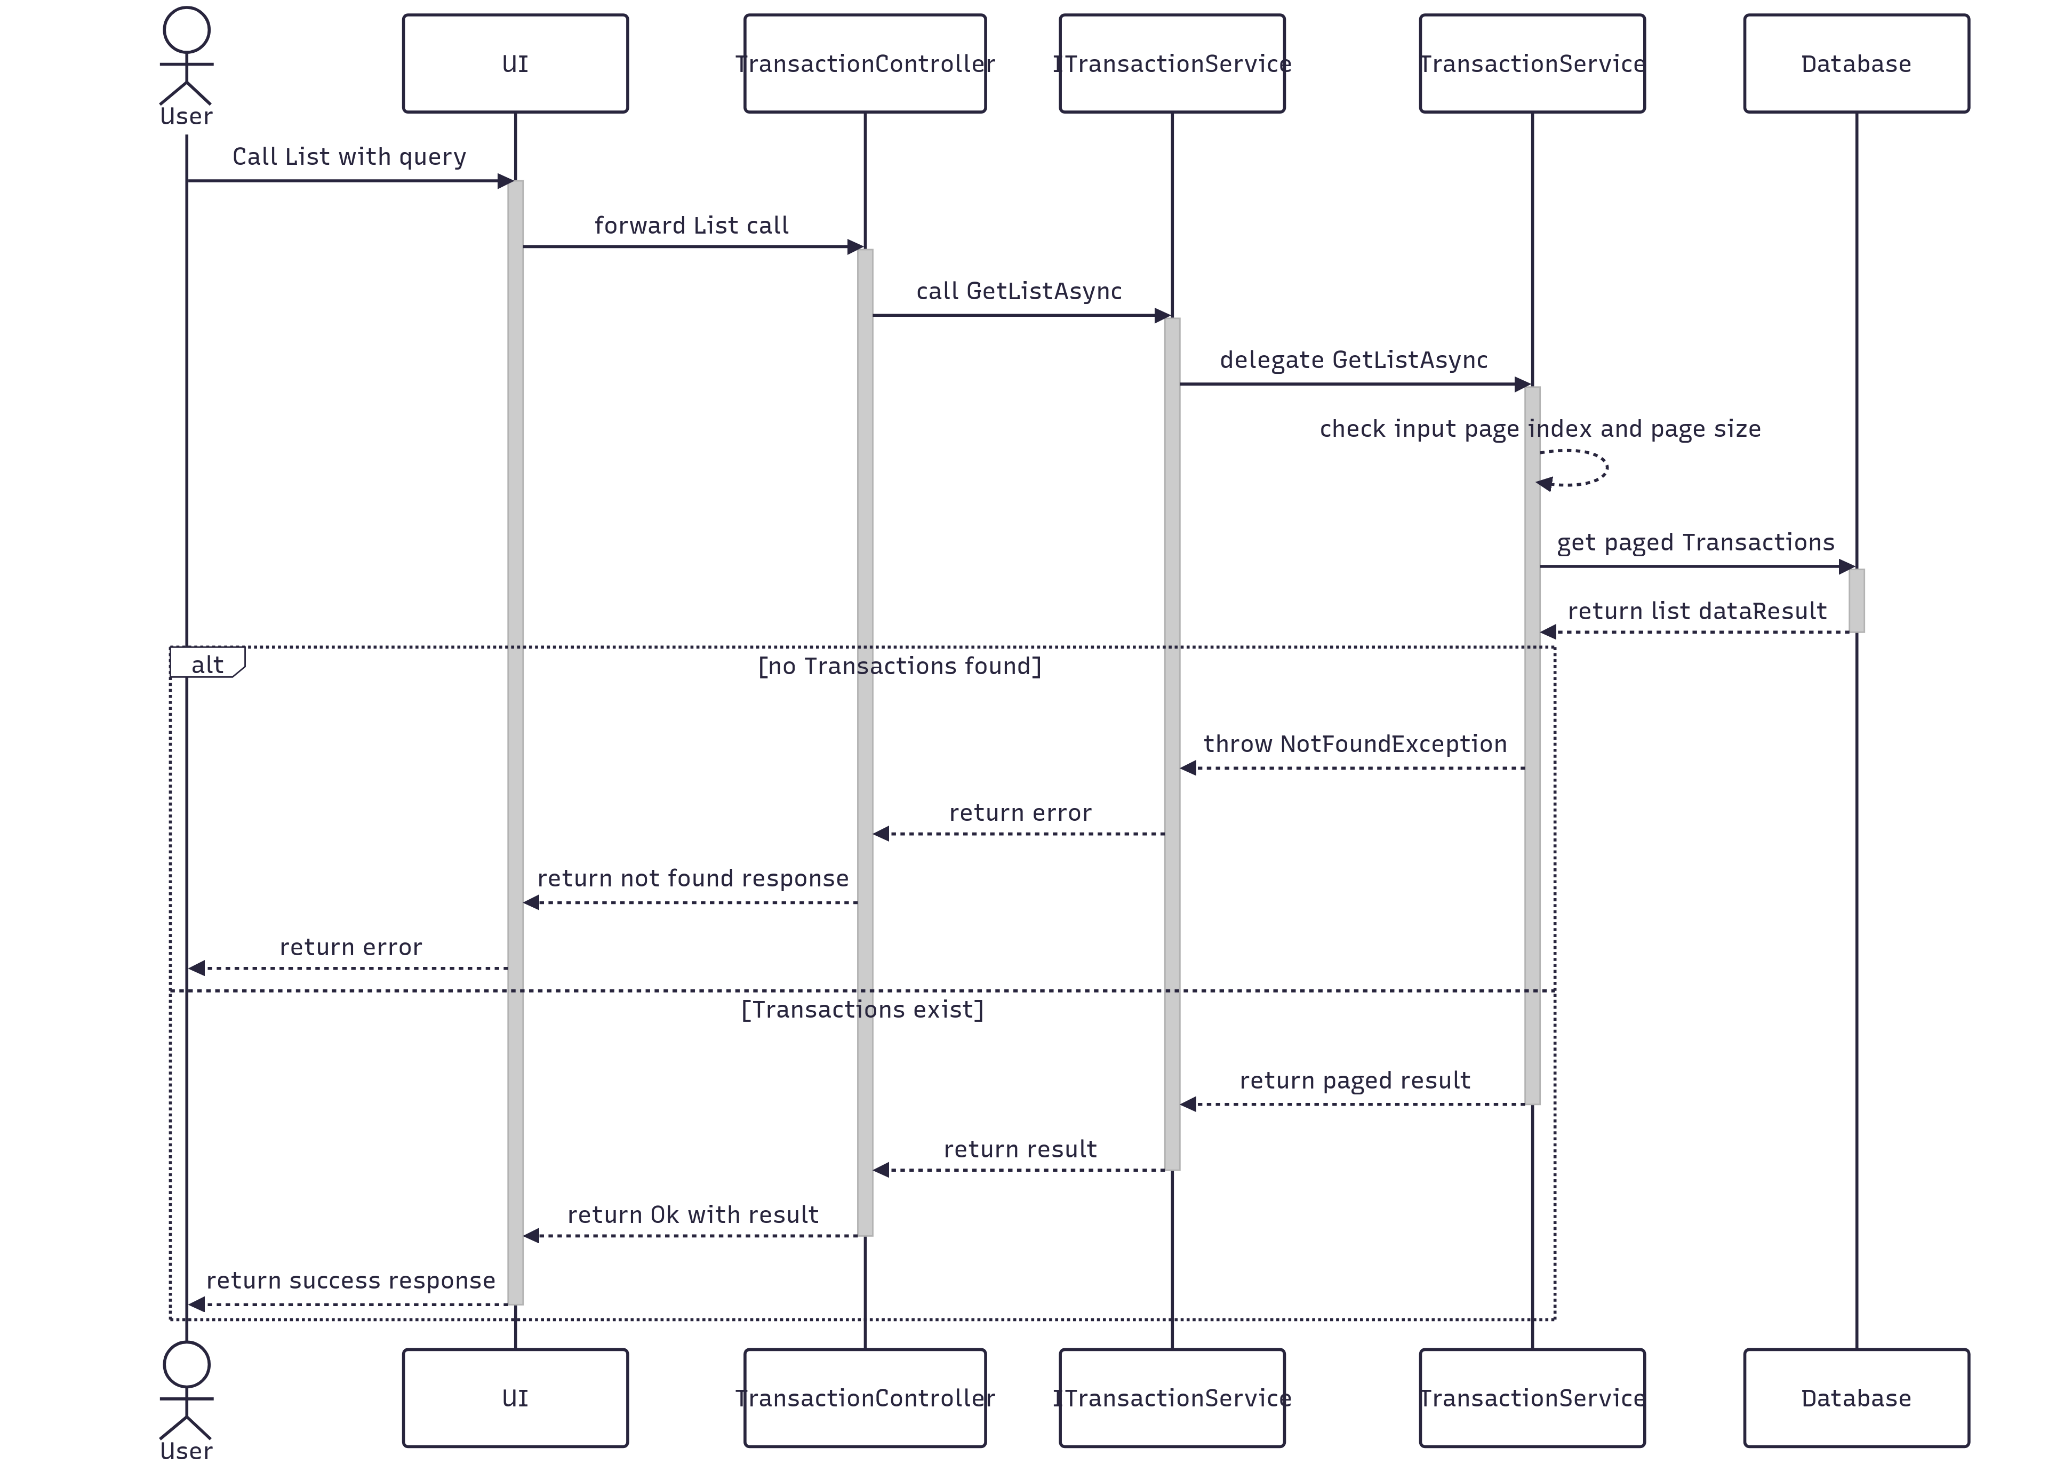 User
UI
TransactionController
ITransactionService
TransactionService
Database
Call List with query
forward List call
call GetListAsync
delegate GetListAsync
check input page index and page size
get paged Transactions
return list dataResult
alt
[no Transactions found]
throw NotFoundException
return error
return not found response
return error
[Transactions exist]
return paged result
return result
return Ok with result
return success response
User
UI
TransactionController
ITransactionService
TransactionService
Database